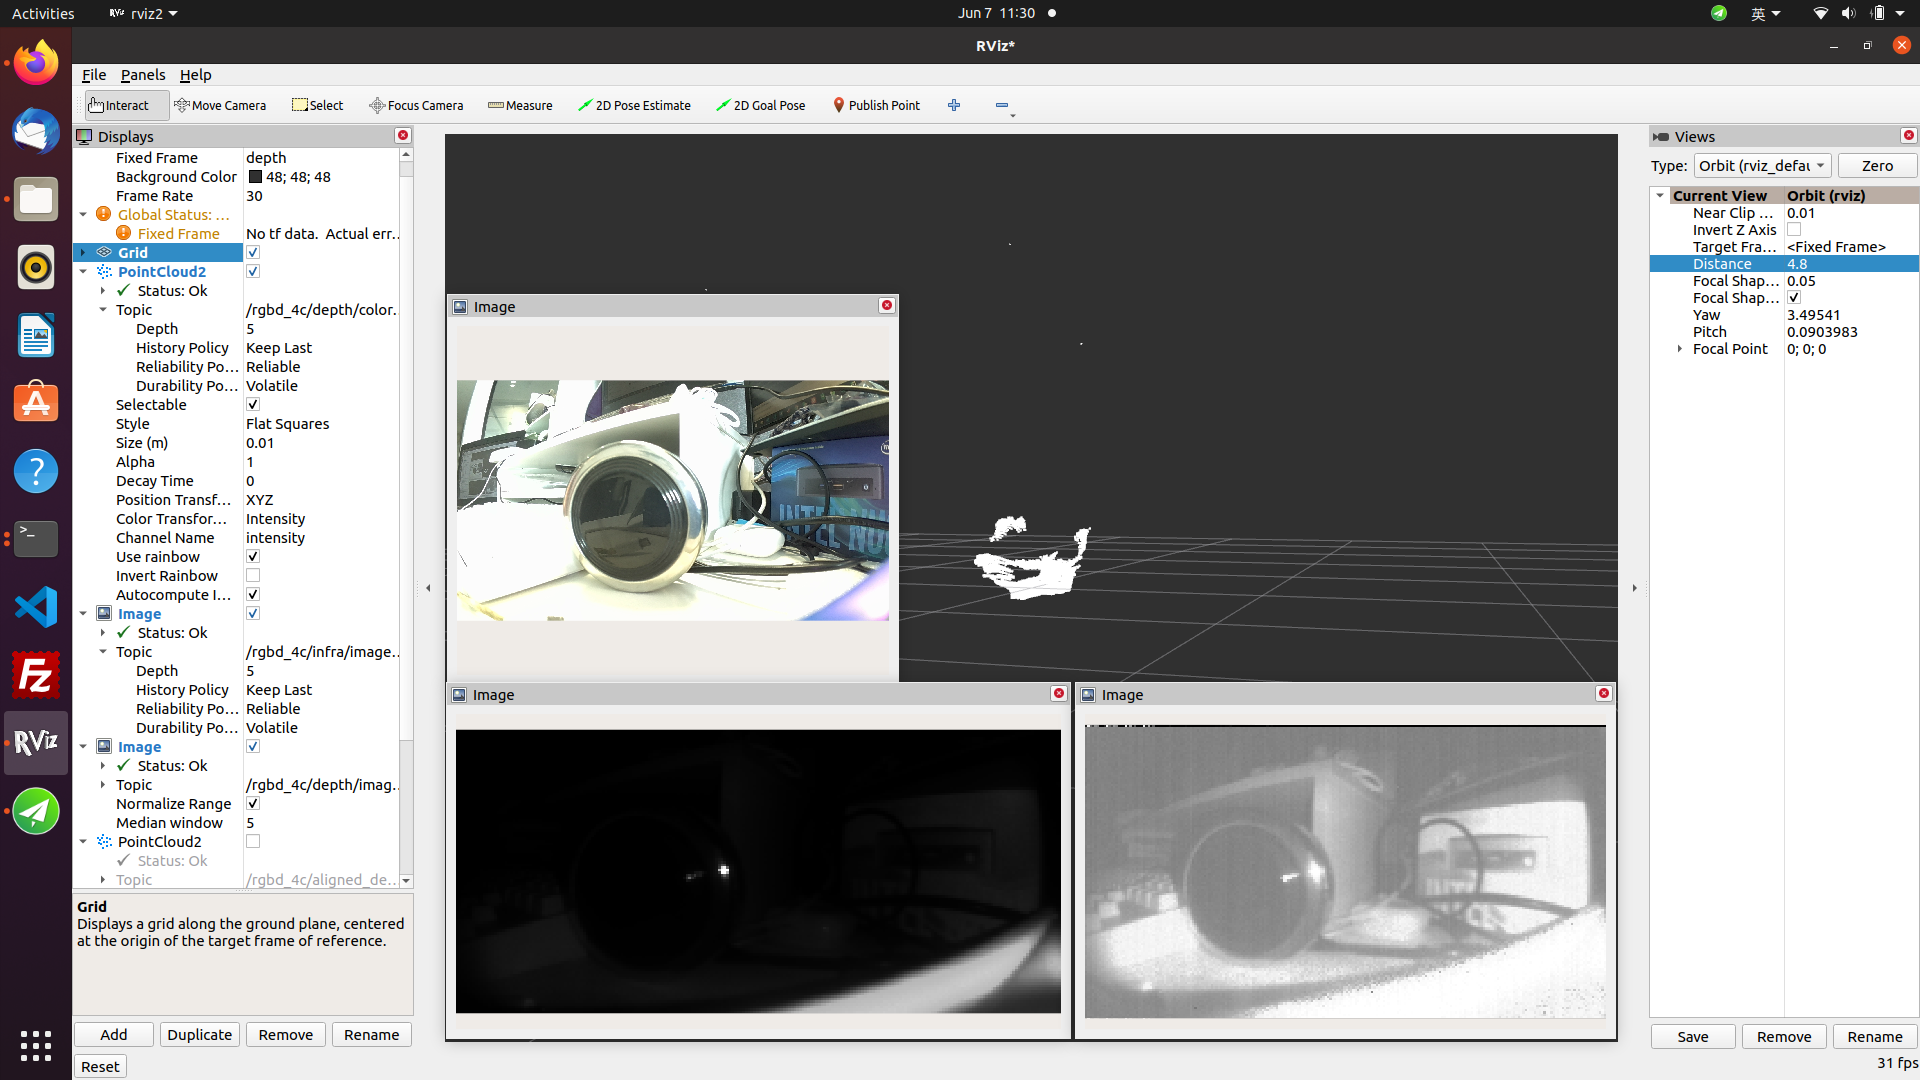 Activities
RViz rviz2
Jun 7 11:30
英
RViz*
File Panels Help
Interact Move Camera Select Focus Camera Measure 2D Pose Estimate 2D Goal Pose Publish Point
Displays
Fixed Frame depth
Background Color 48; 48; 48
Frame Rate 30
Global Status: ...
Fixed Frame No tf data. Actual err...
Grid
PointCloud2
Status: Ok
Topic /rgbd_4c/depth/color...
Depth 5
History Policy Keep Last
Reliability Po... Reliable
Durability Po... Volatile
Selectable
Style Flat Squares
Size (m) 0.01
Alpha 1
Decay Time 0
Position Transf... XYZ
Color Transfor... Intensity
Channel Name intensity
Use rainbow
Invert Rainbow
Autocompute I...
Image
Status: Ok
Topic /rgbd_4c/infra/image...
Depth 5
History Policy Keep Last
Reliability Po... Reliable
Durability Po... Volatile
Image
Status: Ok
Topic /rgbd_4c/depth/imag...
Normalize Range
Median window 5
PointCloud2
Status: Ok
Topic /rgbd_4c/aligned_de...
Grid
Displays a grid along the ground plane, centered
at the origin of the target frame of reference.
Add Duplicate Remove Rename
Reset
Image
INTEL NU
Image
Image
Views
Type: Orbit (rviz_defau Zero
Current View Orbit (rviz)
Near Clip ... 0.01
Invert Z Axis
Target Fra... <Fixed Frame>
Distance 4.8
Focal Shap... 0.05
Focal Shap...
Yaw 3.49541
Pitch 0.0903983
Focal Point 0; 0; 0
Save Remove Rename
31 fps
RViz
Fz